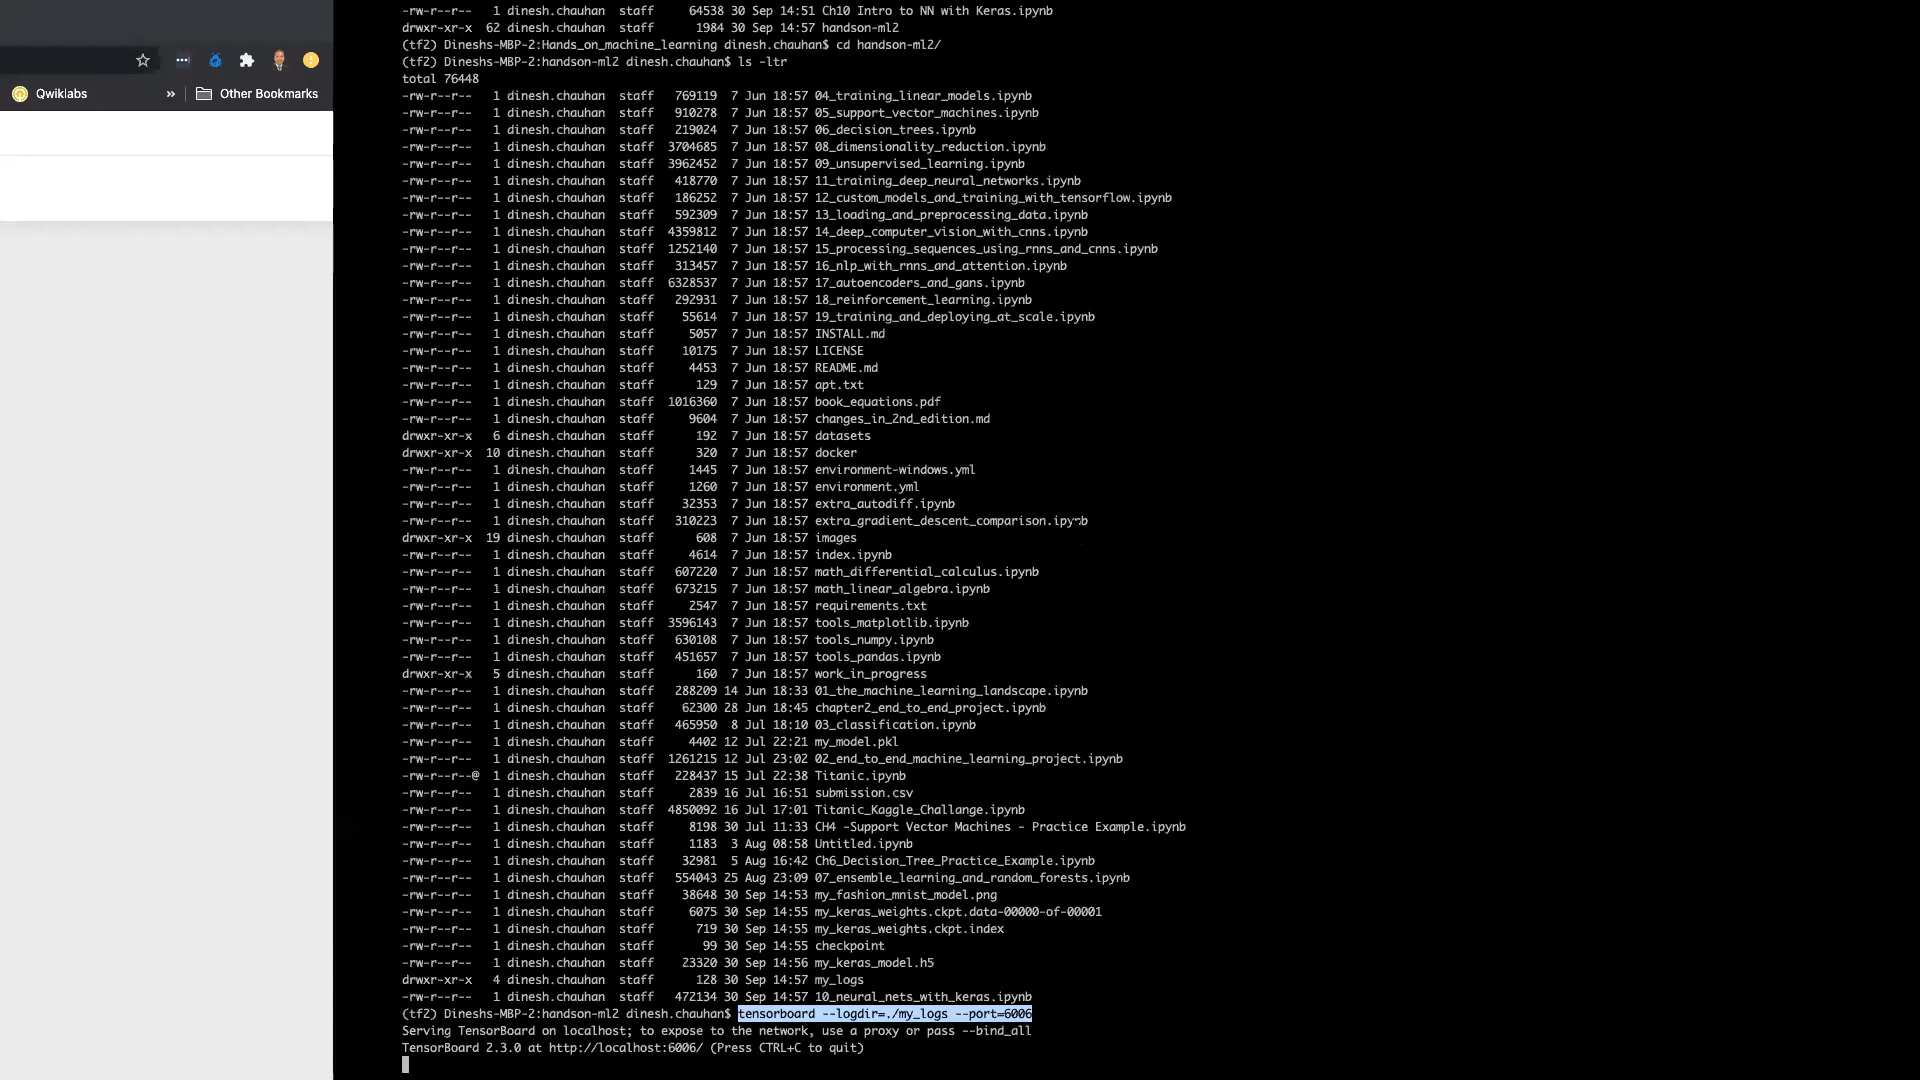 Qwiklabs
»
Other Bookmarks
-rw-r--r--   1 dinesh.chauhan  staff     64538 30 Sep 14:51 Ch10 Intro to NN with Keras.ipynb
drwxr-xr-x  62 dinesh.chauhan  staff      1984 30 Sep 14:57 handson-ml2
(tf2) Dineshs-MBP-2:Hands_on_machine_learning dinesh.chauhan$ cd handson-ml2/
(tf2) Dineshs-MBP-2:handson-ml2 dinesh.chauhan$ ls -ltr
total 76448
-rw-r--r--   1 dinesh.chauhan  staff   769119  7 Jun 18:57 04_training_linear_models.ipynb
-rw-r--r--   1 dinesh.chauhan  staff   910278  7 Jun 18:57 05_support_vector_machines.ipynb
-rw-r--r--   1 dinesh.chauhan  staff   219024  7 Jun 18:57 06_decision_trees.ipynb
-rw-r--r--   1 dinesh.chauhan  staff  3704685  7 Jun 18:57 08_dimensionality_reduction.ipynb
-rw-r--r--   1 dinesh.chauhan  staff  3962452  7 Jun 18:57 09_unsupervised_learning.ipynb
-rw-r--r--   1 dinesh.chauhan  staff   418770  7 Jun 18:57 11_training_deep_neural_networks.ipynb
-rw-r--r--   1 dinesh.chauhan  staff   186252  7 Jun 18:57 12_custom_models_and_training_with_tensorflow.ipynb
-rw-r--r--   1 dinesh.chauhan  staff   592309  7 Jun 18:57 13_loading_and_preprocessing_data.ipynb
-rw-r--r--   1 dinesh.chauhan  staff  4359812  7 Jun 18:57 14_deep_computer_vision_with_cnns.ipynb
-rw-r--r--   1 dinesh.chauhan  staff  1252140  7 Jun 18:57 15_processing_sequences_using_rnns_and_cnns.ipynb
-rw-r--r--   1 dinesh.chauhan  staff   313457  7 Jun 18:57 16_nlp_with_rnns_and_attention.ipynb
-rw-r--r--   1 dinesh.chauhan  staff  6328537  7 Jun 18:57 17_autoencoders_and_gans.ipynb
-rw-r--r--   1 dinesh.chauhan  staff   292931  7 Jun 18:57 18_reinforcement_learning.ipynb
-rw-r--r--   1 dinesh.chauhan  staff    55614  7 Jun 18:57 19_training_and_deploying_at_scale.ipynb
-rw-r--r--   1 dinesh.chauhan  staff     5057  7 Jun 18:57 INSTALL.md
-rw-r--r--   1 dinesh.chauhan  staff    10175  7 Jun 18:57 LICENSE
-rw-r--r--   1 dinesh.chauhan  staff     4453  7 Jun 18:57 README.md
-rw-r--r--   1 dinesh.chauhan  staff      129  7 Jun 18:57 apt.txt
-rw-r--r--   1 dinesh.chauhan  staff  1016360  7 Jun 18:57 book_equations.pdf
-rw-r--r--   1 dinesh.chauhan  staff     9604  7 Jun 18:57 changes_in_2nd_edition.md
drwxr-xr-x   6 dinesh.chauhan  staff      192  7 Jun 18:57 datasets
drwxr-xr-x  10 dinesh.chauhan  staff      320  7 Jun 18:57 docker
-rw-r--r--   1 dinesh.chauhan  staff     1445  7 Jun 18:57 environment-windows.yml
-rw-r--r--   1 dinesh.chauhan  staff     1260  7 Jun 18:57 environment.yml
-rw-r--r--   1 dinesh.chauhan  staff    32353  7 Jun 18:57 extra_autodiff.ipynb
-rw-r--r--   1 dinesh.chauhan  staff   310223  7 Jun 18:57 extra_gradient_descent_comparison.ipynb
drwxr-xr-x  19 dinesh.chauhan  staff      608  7 Jun 18:57 images
-rw-r--r--   1 dinesh.chauhan  staff     4614  7 Jun 18:57 index.ipynb
-rw-r--r--   1 dinesh.chauhan  staff   607220  7 Jun 18:57 math_differential_calculus.ipynb
-rw-r--r--   1 dinesh.chauhan  staff   673215  7 Jun 18:57 math_linear_algebra.ipynb
-rw-r--r--   1 dinesh.chauhan  staff     2547  7 Jun 18:57 requirements.txt
-rw-r--r--   1 dinesh.chauhan  staff  3596143  7 Jun 18:57 tools_matplotlib.ipynb
-rw-r--r--   1 dinesh.chauhan  staff   630108  7 Jun 18:57 tools_numpy.ipynb
-rw-r--r--   1 dinesh.chauhan  staff   451657  7 Jun 18:57 tools_pandas.ipynb
drwxr-xr-x   5 dinesh.chauhan  staff      160  7 Jun 18:57 work_in_progress
-rw-r--r--   1 dinesh.chauhan  staff   288209 14 Jun 18:33 01_the_machine_learning_landscape.ipynb
-rw-r--r--   1 dinesh.chauhan  staff    62300 28 Jun 18:45 chapter2_end_to_end_project.ipynb
-rw-r--r--   1 dinesh.chauhan  staff   465950  8 Jul 18:10 03_classification.ipynb
-rw-r--r--   1 dinesh.chauhan  staff     4402 12 Jul 22:21 my_model.pkl
-rw-r--r--   1 dinesh.chauhan  staff  1261215 12 Jul 23:02 02_end_to_end_machine_learning_project.ipynb
-rw-r--r--@  1 dinesh.chauhan  staff   228437 15 Jul 22:38 Titanic.ipynb
-rw-r--r--   1 dinesh.chauhan  staff     2839 16 Jul 16:51 submission.csv
-rw-r--r--   1 dinesh.chauhan  staff  4850092 16 Jul 17:01 Titanic_Kaggle_Challange.ipynb
-rw-r--r--   1 dinesh.chauhan  staff     8198 30 Jul 11:33 CH4 -Support Vector Machines - Practice Example.ipynb
-rw-r--r--   1 dinesh.chauhan  staff     1183  3 Aug 08:58 Untitled.ipynb
-rw-r--r--   1 dinesh.chauhan  staff    32981  5 Aug 16:42 Ch6_Decision_Tree_Practice_Example.ipynb
-rw-r--r--   1 dinesh.chauhan  staff   554043 25 Aug 23:09 07_ensemble_learning_and_random_forests.ipynb
-rw-r--r--   1 dinesh.chauhan  staff    38648 30 Sep 14:53 my_fashion_mnist_model.png
-rw-r--r--   1 dinesh.chauhan  staff     6075 30 Sep 14:55 my_keras_weights.ckpt.data-00000-of-00001
-rw-r--r--   1 dinesh.chauhan  staff      719 30 Sep 14:55 my_keras_weights.ckpt.index
-rw-r--r--   1 dinesh.chauhan  staff       99 30 Sep 14:55 checkpoint
-rw-r--r--   1 dinesh.chauhan  staff    23320 30 Sep 14:56 my_keras_model.h5
drwxr-xr-x   4 dinesh.chauhan  staff      128 30 Sep 14:57 my_logs
-rw-r--r--   1 dinesh.chauhan  staff   472134 30 Sep 14:57 10_neural_nets_with_keras.ipynb
(tf2) Dineshs-MBP-2:handson-ml2 dinesh.chauhan$ tensorboard --logdir=./my_logs --port=6006
Serving TensorBoard on localhost; to expose to the network, use a proxy or pass --bind_all
TensorBoard 2.3.0 at http://localhost:6006/ (Press CTRL+C to quit)